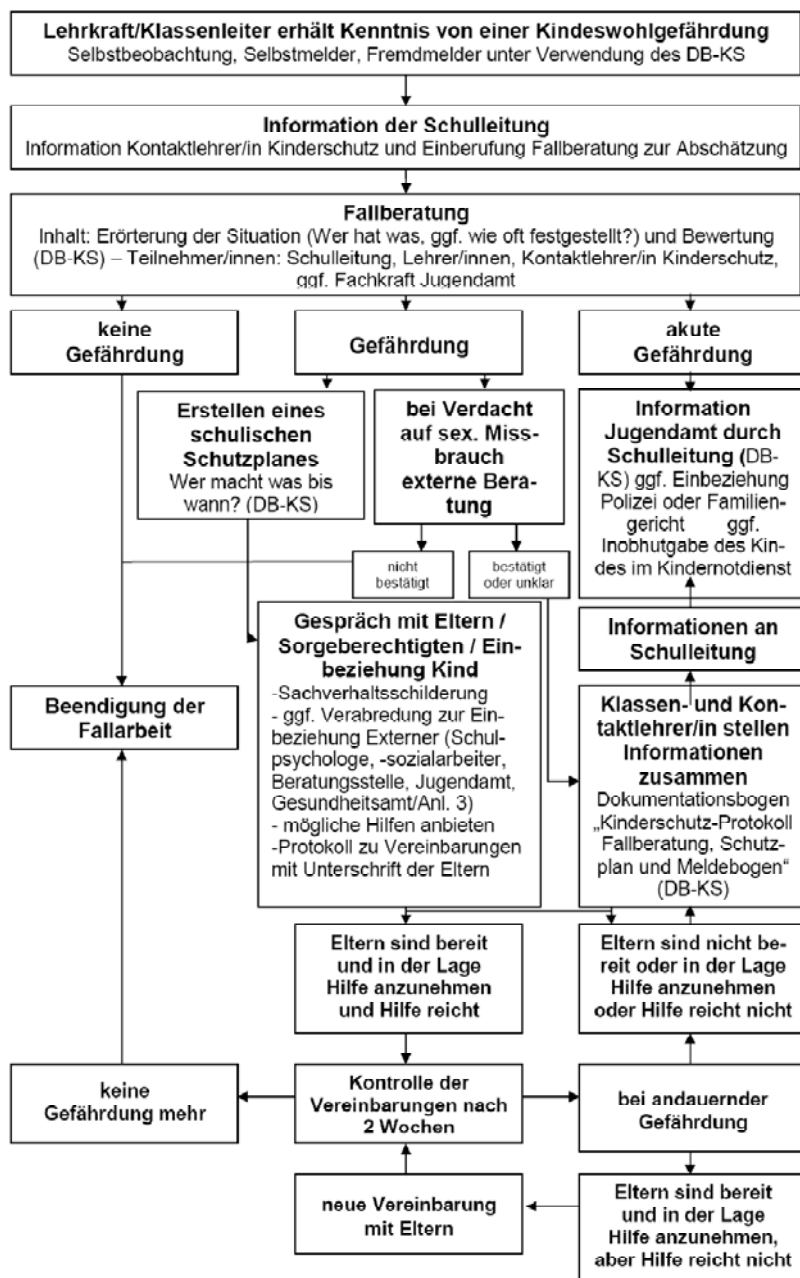 Lehrkraft/Klassenleiter erhält Kenntnis von einer Kindeswohlgefährdung
Selbstbeobachtung, Selbstmelder, Fremdmelder unter Verwendung des DB-KS
Information der Schulleitung
Information Kontaktlehrer/in Kinderschutz und Einberufung Fallberatung zur Abschätzung
Fallberatung
Inhalt: Erörterung der Situation (Wer hat was, ggf. wie oft festgestellt?) und Bewertung
(DB-KS) – Teilnehmer/innen: Schulleitung, Lehrer/innen, Kontaktlehrer/in Kinderschutz,
ggf. Fachkraft Jugendamt
keine
Gefährdung
Gefährdung
akute
Gefährdung
Erstellen eines
schulischen
Schutzplanes
Wer macht was bis
wann? (DB-KS)
bei Verdacht
auf sex. Miss-
brauch
externe Bera-
tung
Information
Jugendamt durch
Schulleitung (DB-
KS) ggf. Einbeziehung
Polizei oder Familien-
gericht ggf.
Inobhutgabe des Kin-
des im Kindernotdienst
nicht
bestätigt
bestätigt
oder unklar
Gespräch mit Eltern /
Sorgeberechtigten / Ein-
beziehung Kind
-Sachverhaltsschilderung
- ggf. Verabredung zur Ein-
beziehung Externer (Schul-
psychologe, -sozialarbeiter,
Beratungsstelle, Jugendamt,
Gesundheitsamt/Anl. 3)
- mögliche Hilfen anbieten
-Protokoll zu Vereinbarungen
mit Unterschrift der Eltern
Informationen an
Schulleitung
Beendigung der
Fallarbeit
Klassen- und Kon-
taktlehrer/in stellen
Informationen
zusammen
Dokumentationsbogen
„Kinderschutz-Protokoll
Fallberatung, Schutz-
plan und Meldebogen“
(DB-KS)
Eltern sind bereit
und in der Lage
Hilfe anzunehmen
und Hilfe reicht
Eltern sind nicht be-
reit oder in der Lage
Hilfe anzunehmen
oder Hilfe reicht nicht
keine
Gefährdung mehr
Kontrolle der
Vereinbarungen nach
2 Wochen
bei andauernder
Gefährdung
neue Vereinbarung
mit Eltern
Eltern sind bereit
und in der Lage
Hilfe anzunehmen,
aber Hilfe reicht nicht